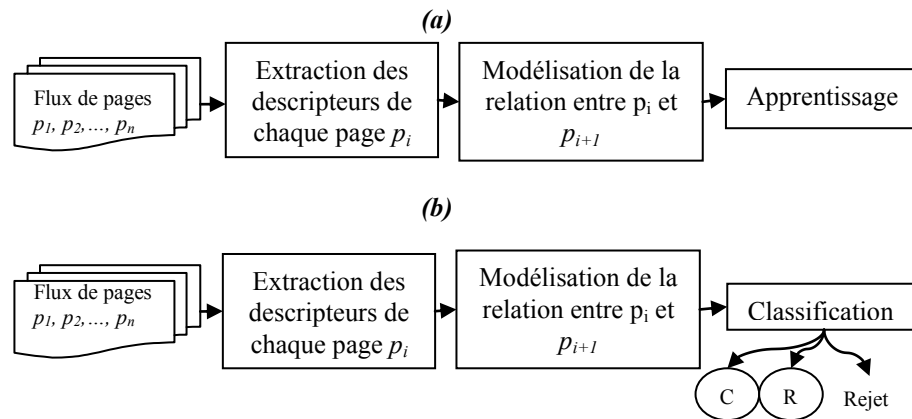 (a)
Flux de pages
p1, p2,..., pn
Extraction des
descripteurs de
chaque page pi
Modélisation de la
relation entre pi et
pi+1
Apprentissage
(b)
Flux de pages
p1, p2,..., pn
Extraction des
descripteurs de
chaque page pi
Modélisation de la
relation entre pi et
pi+1
Classification
C
R
Rejet